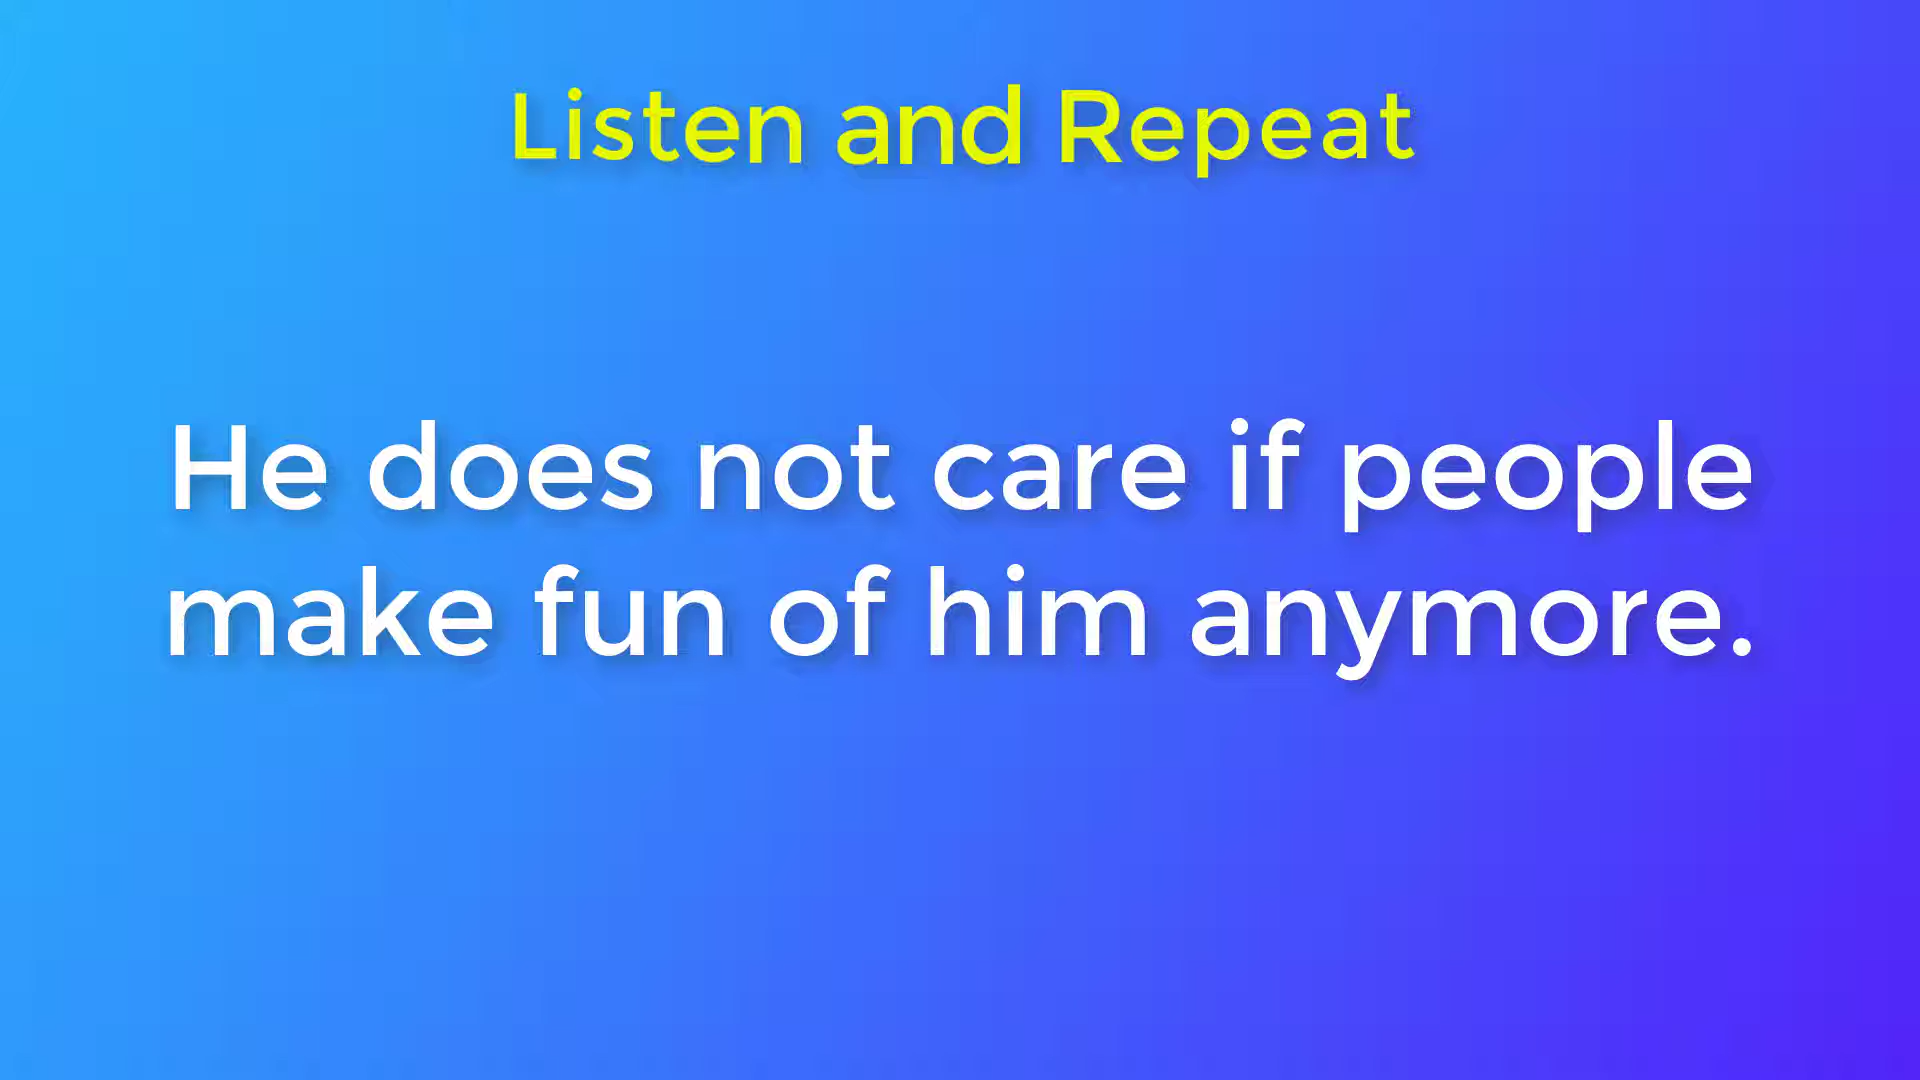 Listen and Repeat
He does not care if people
make fun of him anymore.